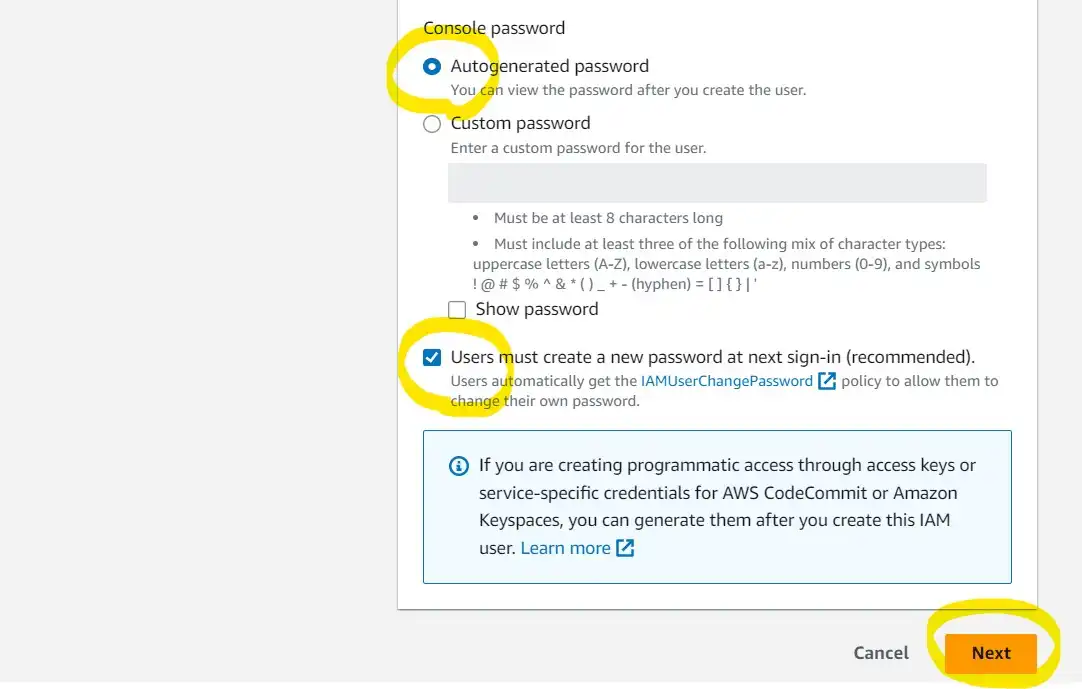 Console password
Autogenerated password
You can view the password after you create the user.
Custom password
Enter a custom password for the user.
• Must be at least 8 characters long
• Must include at least three of the following mix of character types:
uppercase letters (A-Z), lowercase letters (a-z), numbers (0-9), and symbols
! @ # $ % ^ & * ( ) _ + - (hyphen) = [ ] { } | '
Show password
Users must create a new password at next sign-in (recommended).
Users automatically get the IAMUserChangePassword policy to allow them to
change their own password.
If you are creating programmatic access through access keys or
service-specific credentials for AWS CodeCommit or Amazon
Keyspaces, you can generate them after you create this IAM
user. Learn more
Cancel Next